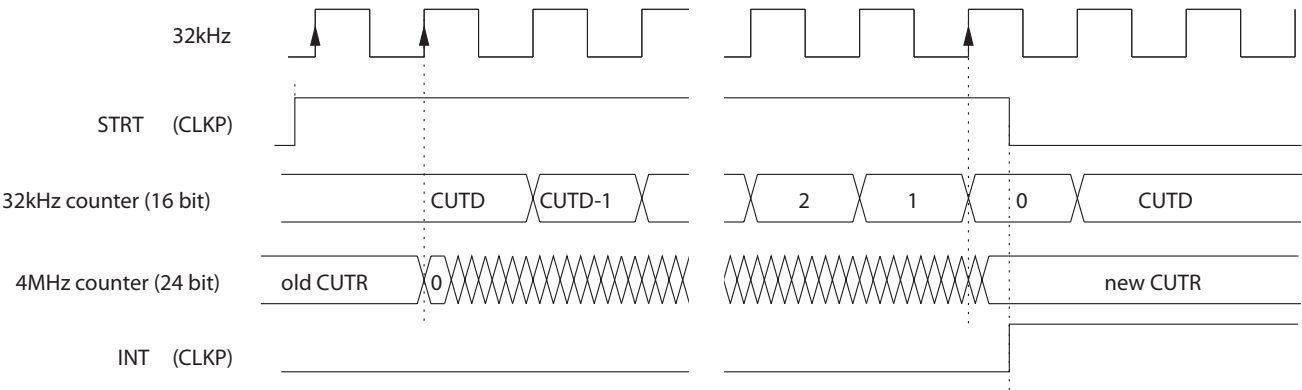 32kHz
STRT (CLKP)
32kHz counter (16 bit) CUTD CUTD-1 2 1 0 CUTD
4MHz counter (24 bit) old CUTR 0 new CUTR
INT (CLKP)